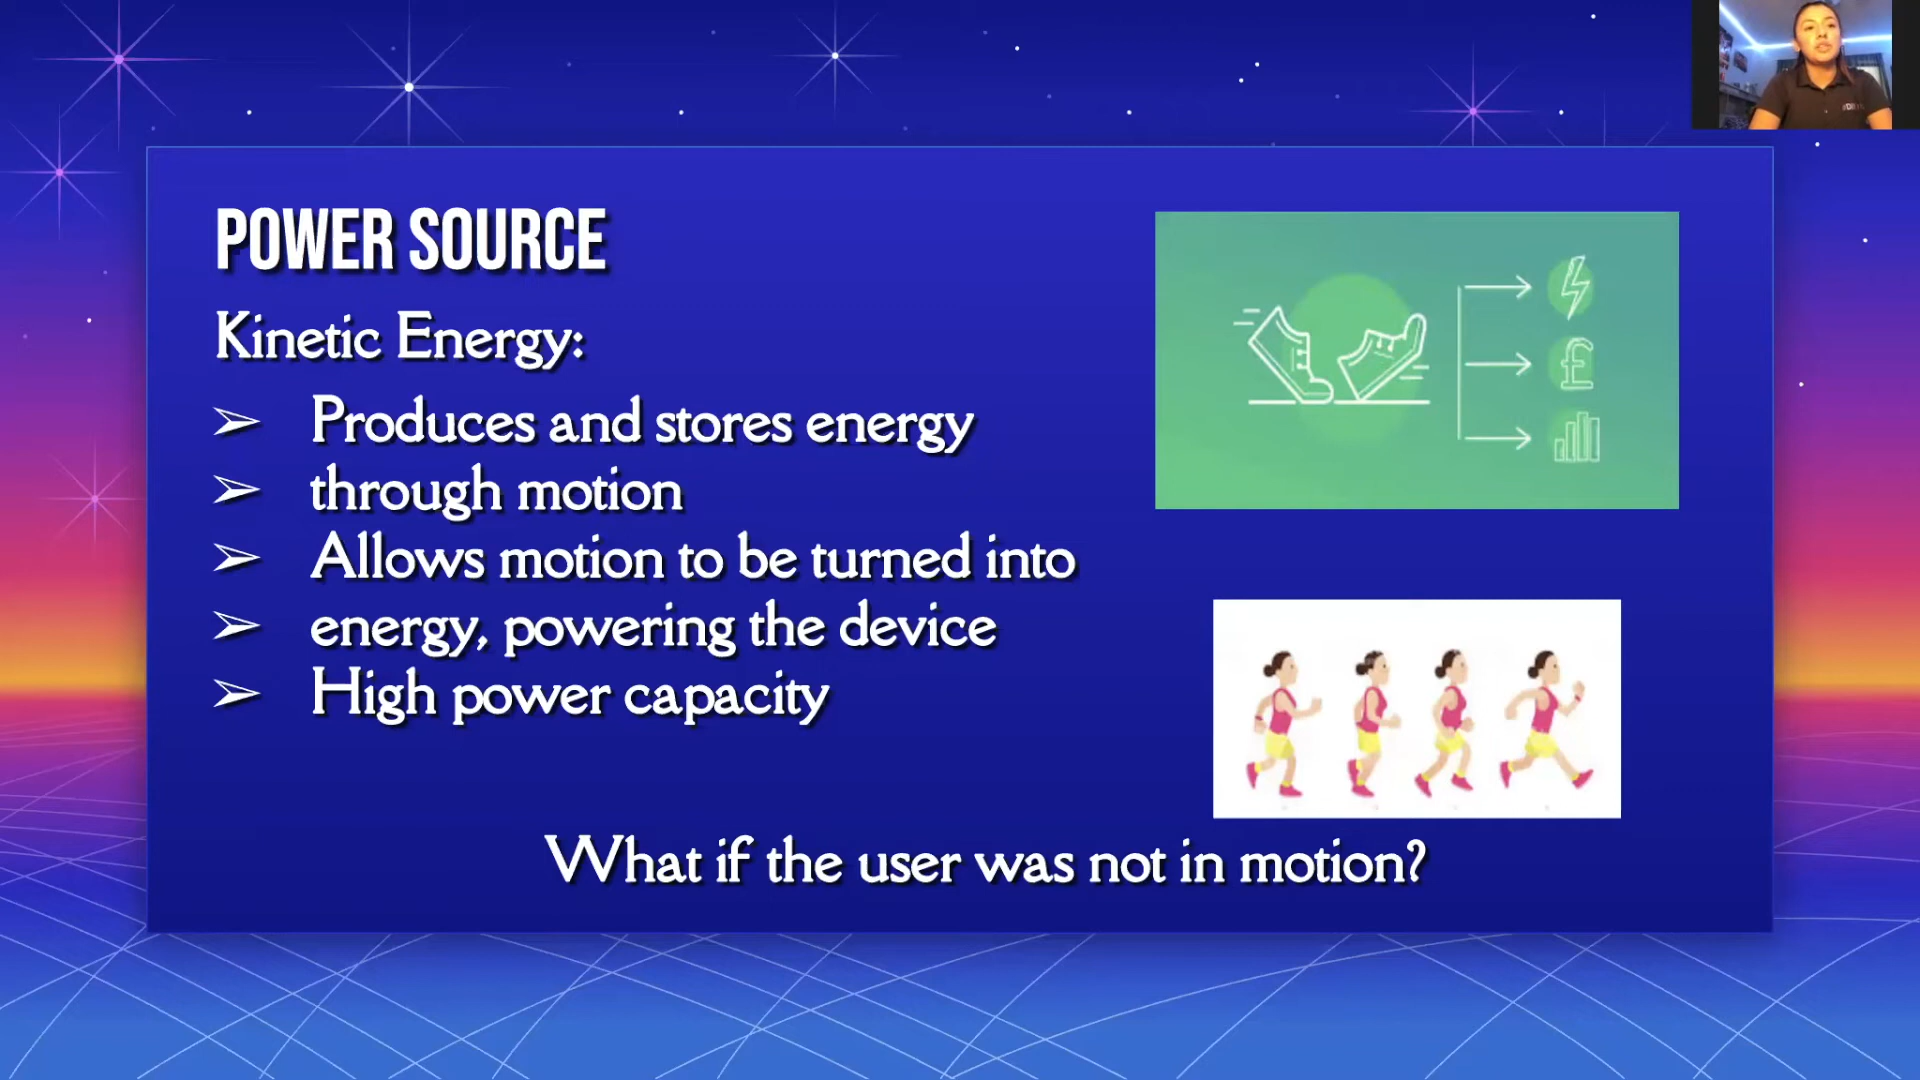 POWER SOURCE
Kinetic Energy:
➢ Produces and stores energy
➢ through motion
➢ Allows motion to be turned into
➢ energy, powering the device
➢ High power capacity
£
What if the user was not in motion?